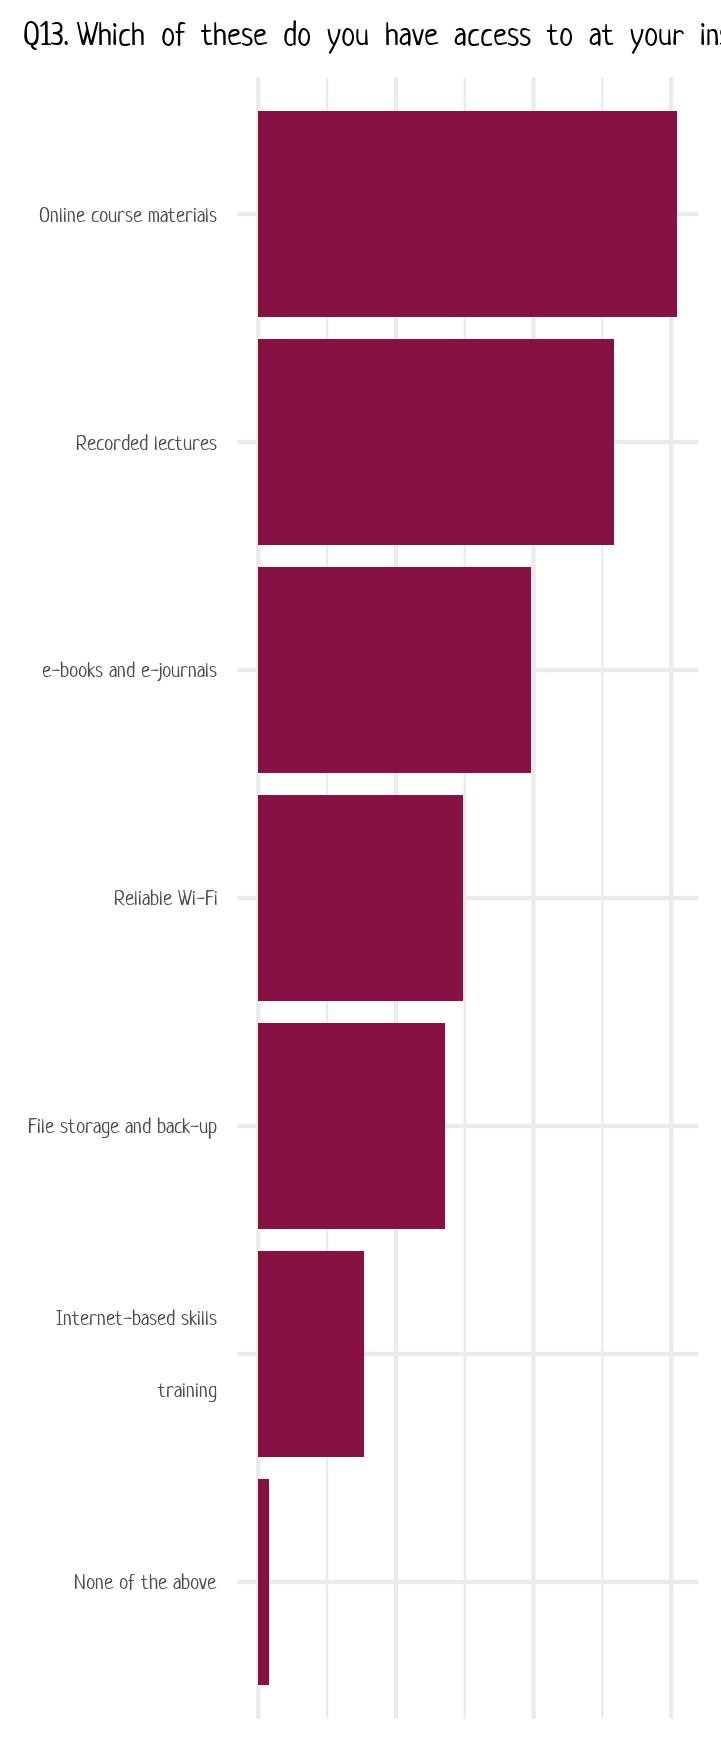 Q13. Which of these do you have access to at your
Online course materials
Recorded lectures
e-books and e-journals
Reliable Wi-Fi
File storage and back-up
Internet-based skills
training
None of the above